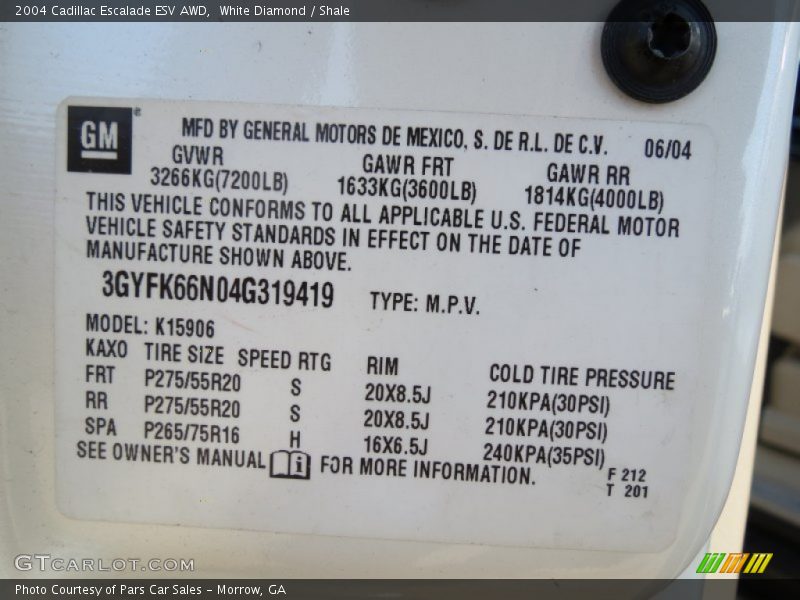 2004 Cadillac Escalade ESV AWD,  White Diamond / Shale
GM®
MFD BY GENERAL MOTORS DE MEXICO, S. DE R.L. DE C.V. 06/04
GVWR GAWR FRT GAWR RR
3266KG(7200LB) 1633KG(3600LB) 1814KG(4000LB)
THIS VEHICLE CONFORMS TO ALL APPLICABLE U.S. FEDERAL MOTOR
VEHICLE SAFETY STANDARDS IN EFFECT ON THE DATE OF
MANUFACTURE SHOWN ABOVE.
3GYFK66N04G319419 TYPE: M.P.V.
MODEL: K15906
KAXO TIRE SIZE SPEED RTG RIM COLD TIRE PRESSURE
FRT P275/55R20 S 20X8.5J 210KPA(30PSI)
RR P275/55R20 S 20X8.5J 210KPA(30PSI)
SPA P265/75R16 H 16X6.5J 240KPA(35PSI)
SEE OWNER'S MANUAL i FOR MORE INFORMATION.
F 212
T 201
GTCarLot.com
Photo Courtesy of Pars Car Sales – Morrow, GA